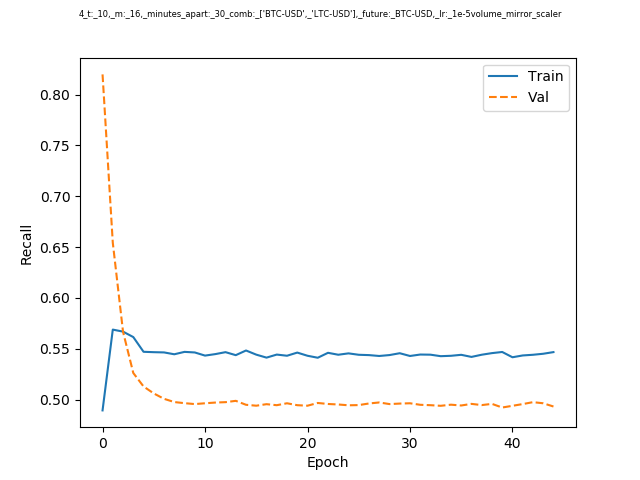 4_t:_10,_m:_16,_minutes_apart:_30_comb:_['BTC-USD',_'LTC-USD'],_future:_BTC-USD,_lr:_1e-5volume_mirror_scaler
Train
Val
0.80
0.75
0.70
0.65
0.60
0.55
0.50
Recall
0 10 20 30 40
Epoch